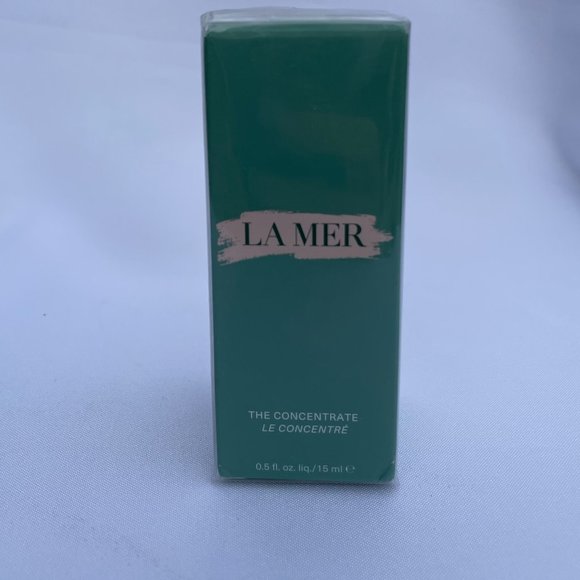 LA MER
THE CONCENTRATE
LE CONCENTRÉ
0.5 fl. oz. liq./15 ml ℮